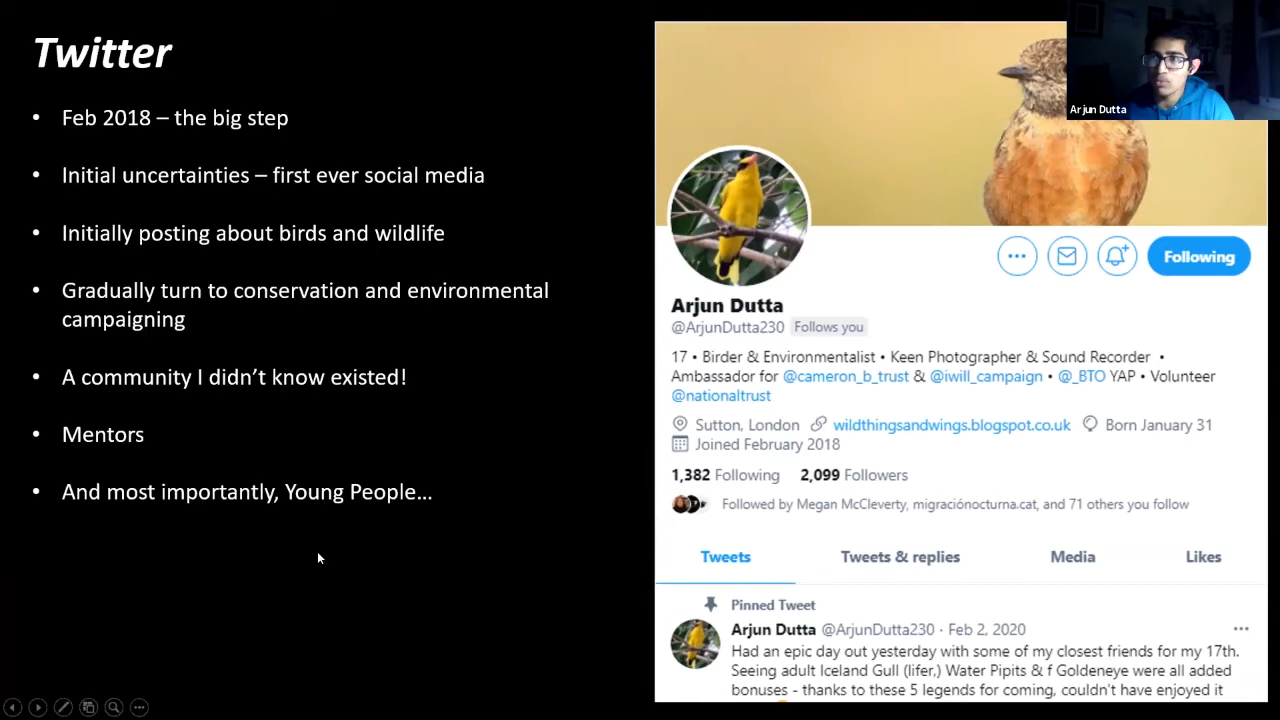 Twitter
• Feb 2018 – the big step
• Initial uncertainties – first ever social media
• Initially posting about birds and wildlife
• Gradually turn to conservation and environmental
campaigning
• A community I didn't know existed!
• Mentors
• And most importantly, Young People...
Arjun Dutta
Following
Arjun Dutta
@ArjunDutta230 Follows you
17 • Birder & Environmentalist • Keen Photographer & Sound Recorder •
Ambassador for @cameron_b_trust & @iwill_campaign • @_BTO YAP • Volunteer
@nationaltrust
Sutton, London wildthingsandwings.blogspot.co.uk Born January 31
Joined February 2018
1,382 Following 2,099 Followers
Followed by Megan McCleverty, migraciónocturna.cat, and 71 others you follow
Tweets Tweets & replies Media Likes
Pinned Tweet
Arjun Dutta @ArjunDutta230 · Feb 2, 2020
Had an epic day out yesterday with some of my closest friends for my 17th.
Seeing adult Iceland Gull (lifer,) Water Pipits & f Goldeneye were all added
bonuses - thanks to these 5 legends for coming, couldn't have enjoyed it